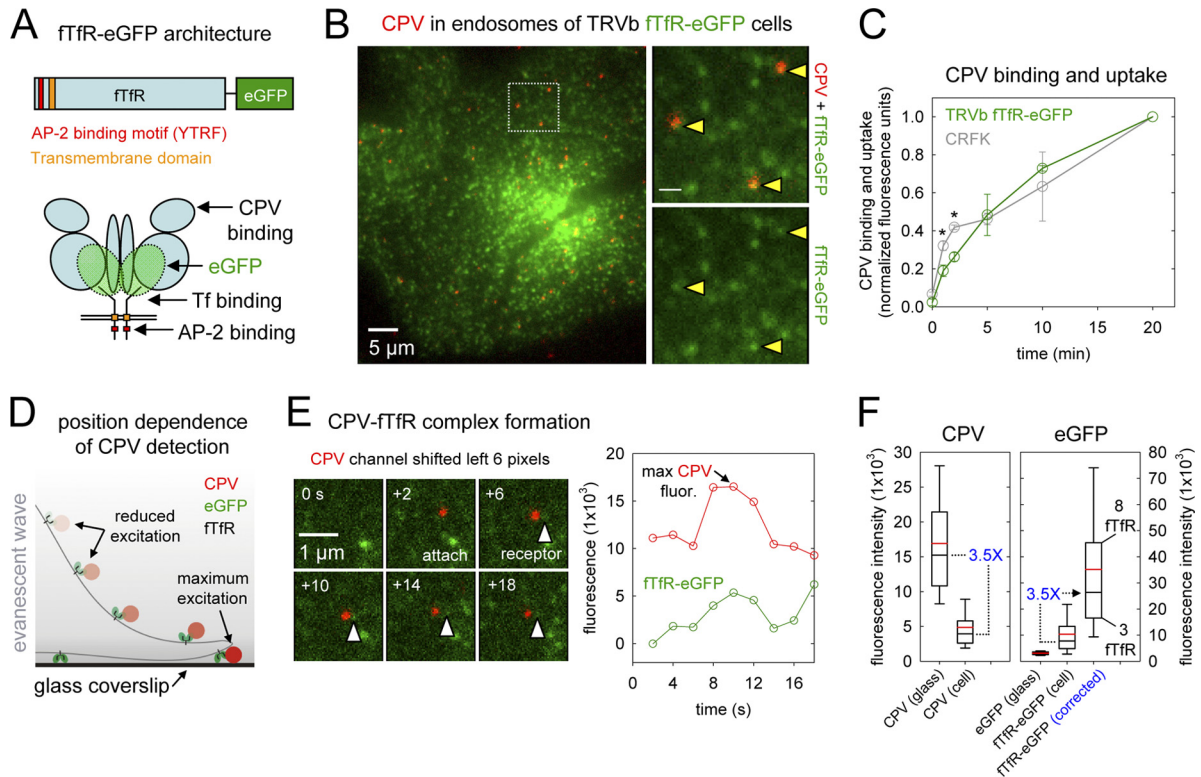 A
fTfR-eGFP architecture
fTfR
eGFP
AP-2 binding motif (YTRF)
Transmembrane domain
CPV
binding
eGFP
Tf binding
AP-2 binding
B
CPV in endosomes of TRVb fTfR-eGFP cells
5 µm
CPV + fTfR-eGFP
fTfR-eGFP
C
CPV binding and uptake
TRVb fTfR-eGFP
CRFK
CPV binding and uptake
(normalized fluorescence units)
1.0
0.8
0.6
0.4
0.2
0.0
*
*
0
5
10
15
20
time (min)
D
position dependence
of CPV detection
evanescent wave
CPV
eGFP
fTfR
reduced
excitation
maximum
excitation
glass coverslip
E
CPV-fTfR complex formation
CPV channel shifted left 6 pixels
0 s
+2
+6
1 µm
attach
receptor
+10
+14
+18
fluorescence (1x10³)
20
15
10
5
0
max CPV
fluor.
fTfR-eGFP
0
4
8
12
16
time (s)
F
CPV
eGFP
fluorescence intensity (1x10³)
30
25
20
15
10
5
0
3.5X
3.5X
8
fTfR
3
fTfR
80
70
60
50
40
30
20
10
0
fluorescence intensity (1x10³)
CPV (glass)
CPV (cell)
eGFP (glass)
fTfR-eGFP (cell)
fTfR-eGFP (corrected)